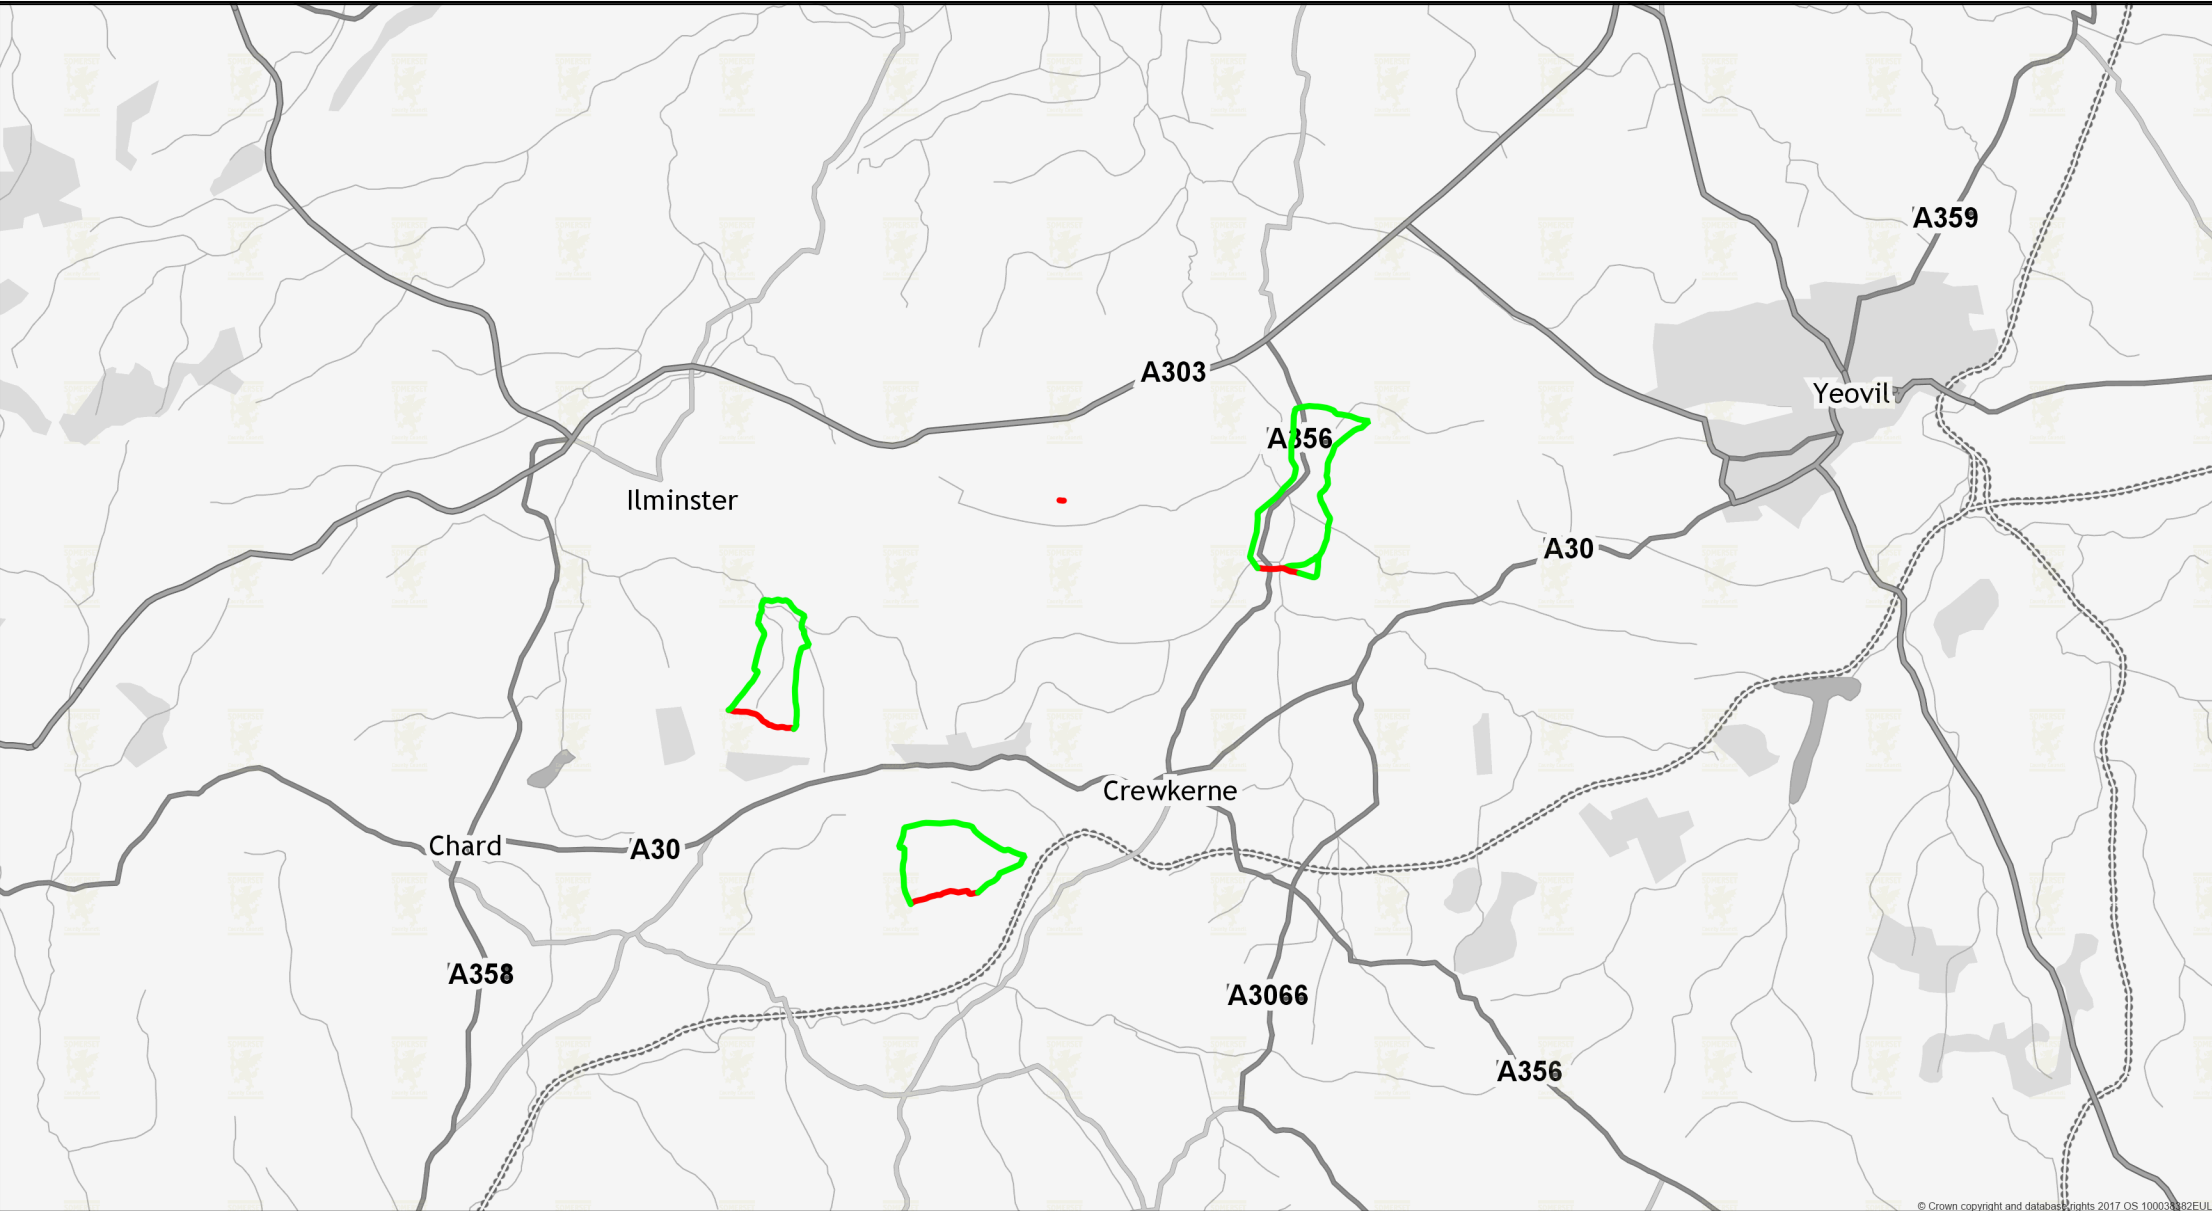 A359
A303
Yeovil
A356
Ilminster
A30
Crewkerne
Chard
A30
A358
A3066
A356
© Crown copyright and database rights 2017 OS 100038382EUL